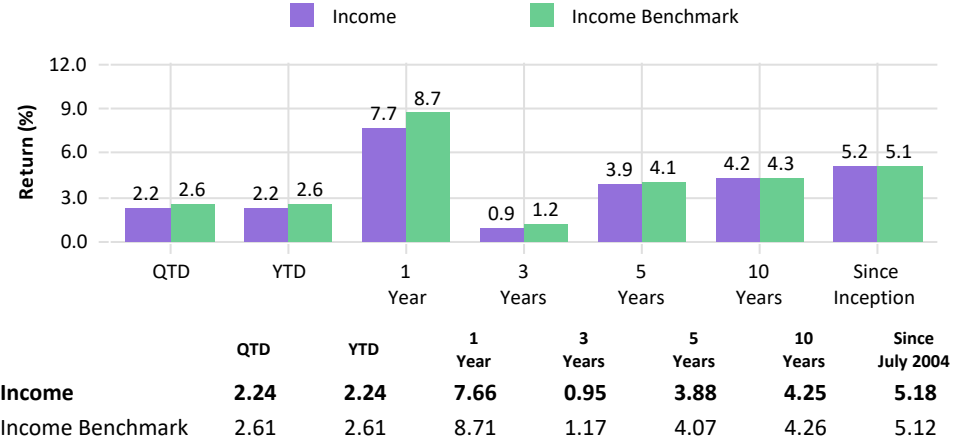 Income Income Benchmark
12.0
9.0
6.0
3.0
0.0
Return (%)
2.2 2.6 2.2 2.6 7.7 8.7 0.9 1.2 3.9 4.1 4.2 4.3 5.2 5.1
QTD YTD 1 3 5 10 Since
Year Years Years Years Inception
QTD YTD 1 3 5 10 Since
Year Years Years Years July 2004
Income 2.24 2.24 7.66 0.95 3.88 4.25 5.18
Income Benchmark 2.61 2.61 8.71 1.17 4.07 4.26 5.12